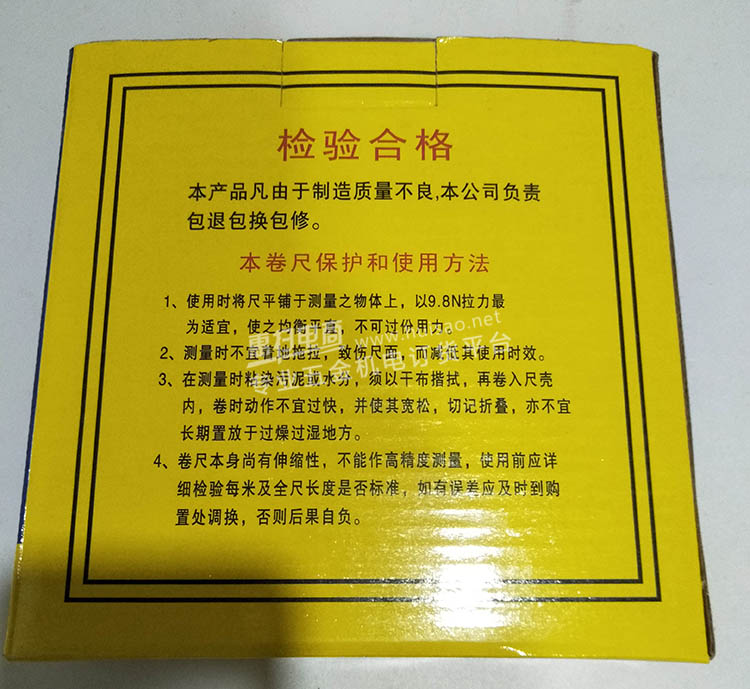 检验合格
本产品凡由于制造质量不良,本公司负责
包退包换包修。
本卷尺保护和使用方法
1、使用时将尺平铺于测量之物体上，以9.8N拉力最
为适宜，使之均衡平直，不可过份用力。
2、测量时不宜着地拖拉，致伤尺面，而减低其使用时效。
3、在测量时粘染污泥或水分，须以干布揩拭，再卷入尺壳
内，卷时动作不宜过快，并使其宽松，切记折叠，亦不宜
长期置放于过燥过湿地方。
4、卷尺本身尚有伸缩性，不能作高精度测量，使用前应详
细检验每米及全尺长度是否标准，如有误差应及时到购
置处调换，否则后果自负。
专业五金机电订货平台